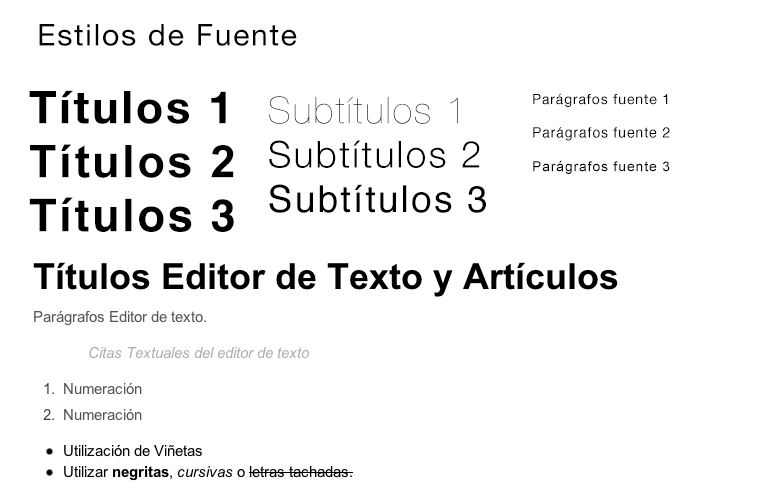 Estilos de Fuente
Títulos 1
Títulos 2
Títulos 3
Subtítulos 1
Subtítulos 2
Subtítulos 3
Parágrafos fuente 1
Parágrafos fuente 2
Parágrafos fuente 3
Títulos Editor de Texto y Artículos
Parágrafos Editor de texto.
Citas Textuales del editor de texto
1. Numeración
2. Numeración
• Utilización de Viñetas
• Utilizar negritas, cursivas o letras tachadas.